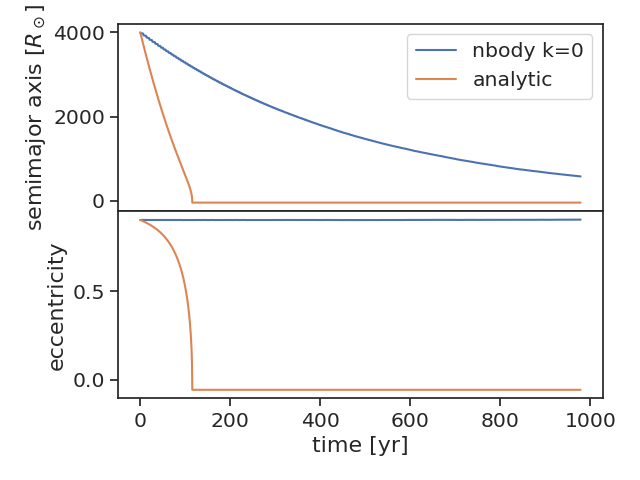 semimajor axis [R⊙]
4000
2000
0
nbody k=0
analytic
eccentricity
0.5
0.0
0 200 400 600 800 1000
time [yr]